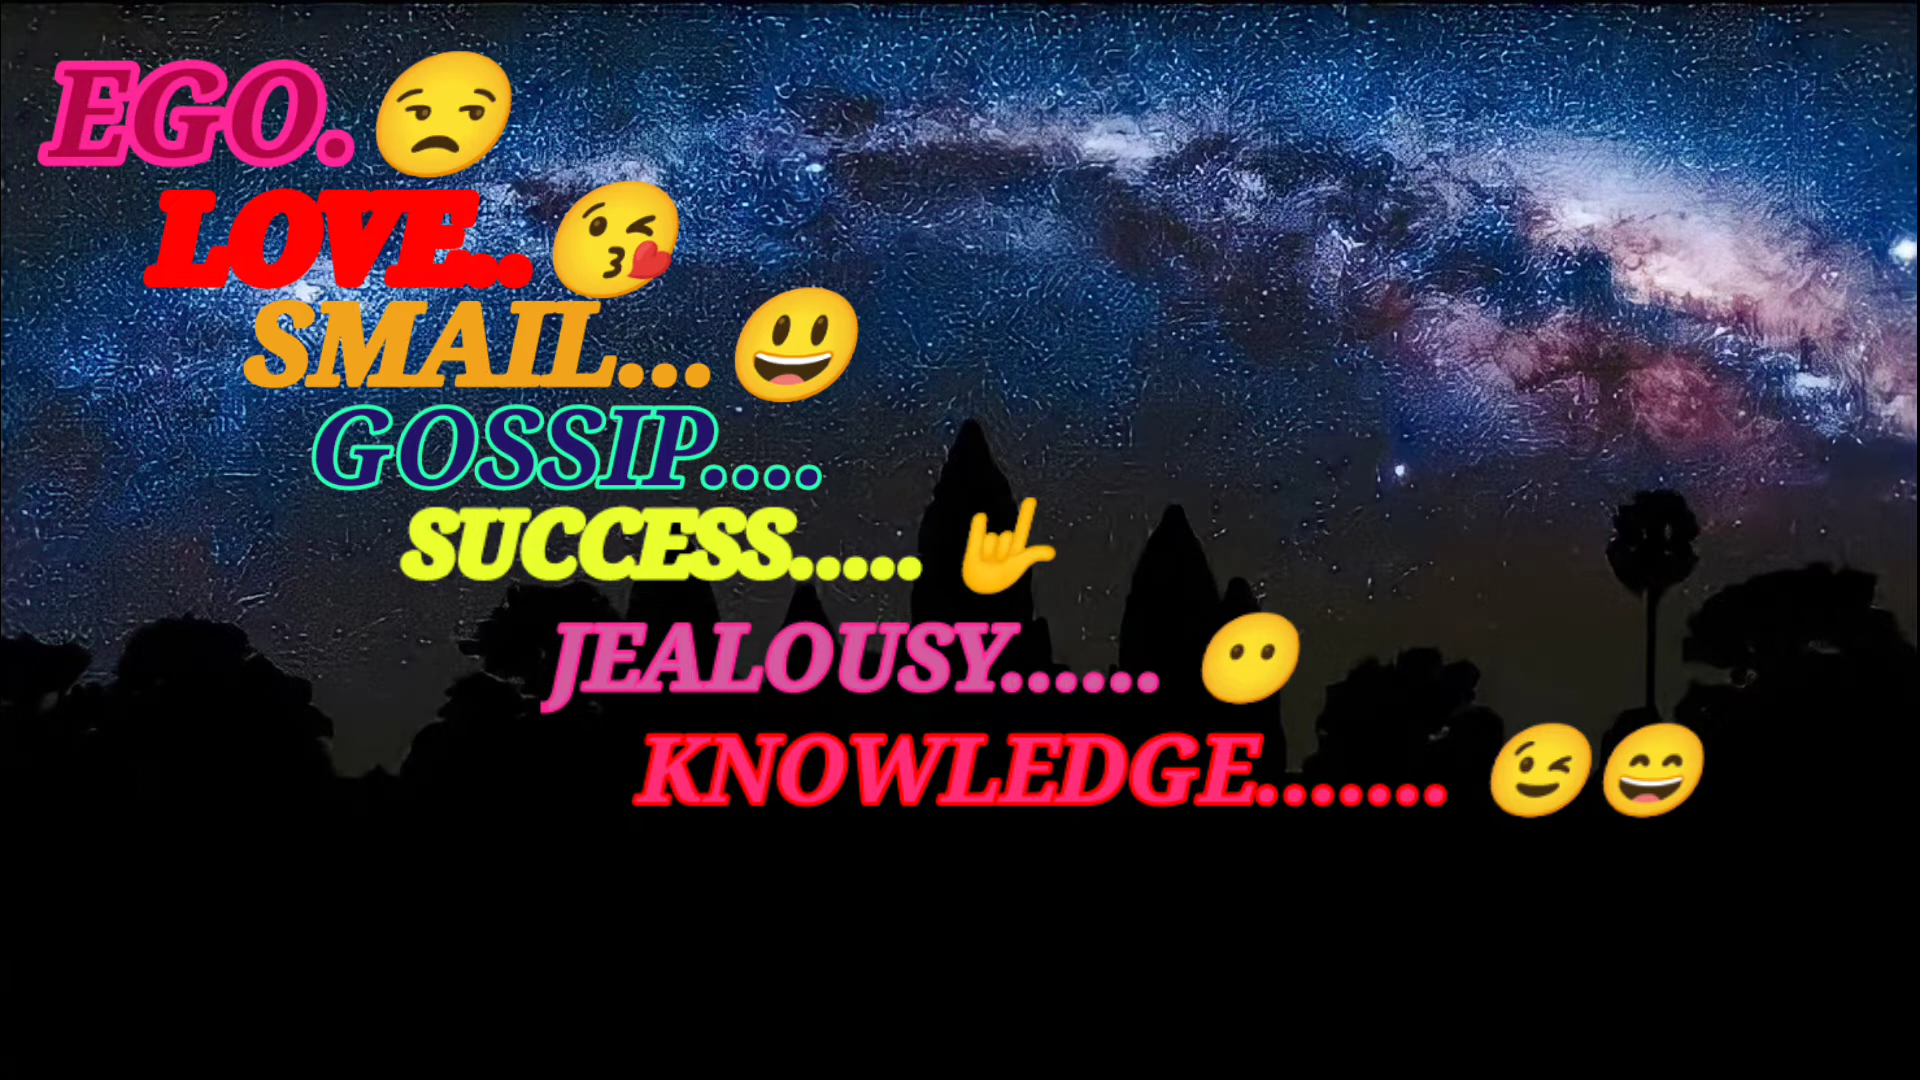 EGO. 😒
LOVE.. 😘
SMAIL... 😃
GOSSIP....
SUCCESS..... 🤟
JEALOUSY...... 😶
KNOWLEDGE....... 😉😄